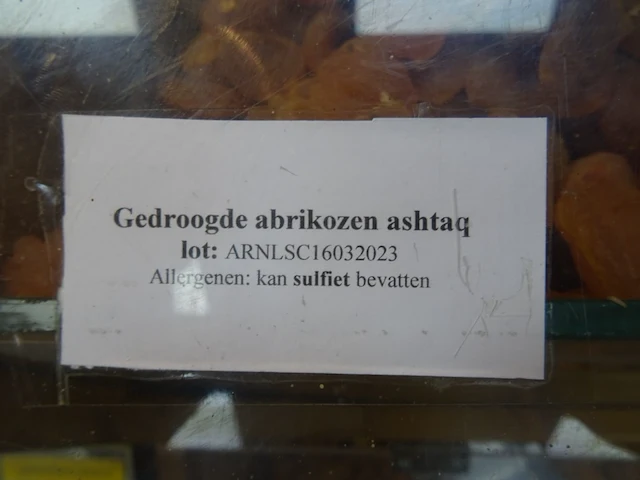 Gedroogde abrikozen ashtaq
lot: ARNLSC16032023
Allergenen: kan sulfiet bevatten